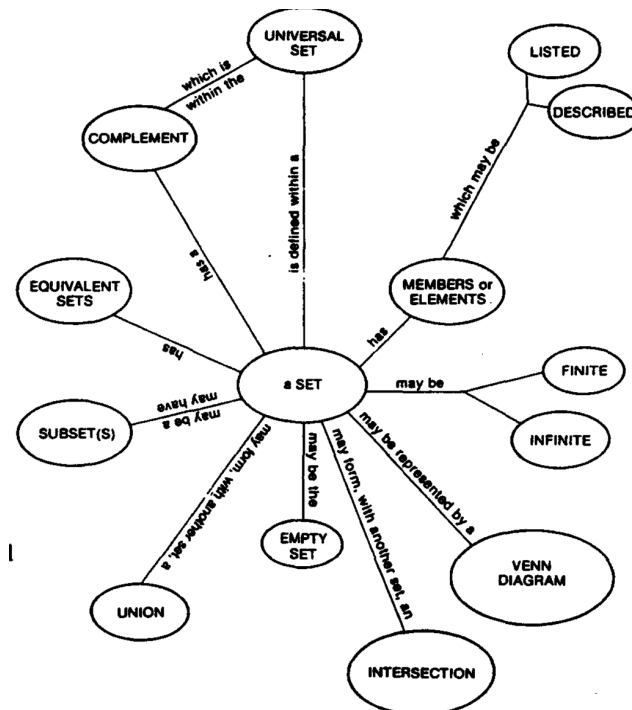 UNIVERSAL
SET
LISTED
which is
within the
DESCRIBED
COMPLEMENT
is defined within a
which may be
has a
EQUIVALENT
SETS
MEMBERS or
ELEMENTS
has
has
a SET
may be
FINITE
may have
may be a
SUBSET(S)
INFINITE
may form, with another set, a
may be the
may form, with another set, an
may be represented by a
EMPTY
SET
VENN
DIAGRAM
UNION
INTERSECTION